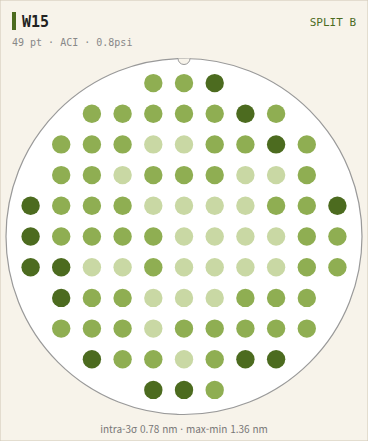 W15
SPLIT B
49 pt · ACI · 0.8psi
intra-3σ 0.78 nm · max-min 1.36 nm